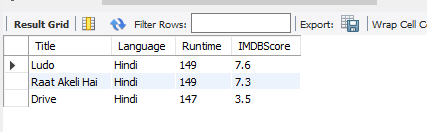 Result Grid Filter Rows: Export: Wrap Cell Co
Title Language Runtime IMDBScore
Ludo Hindi 149 7.6
Raat Akeli Hai Hindi 149 7.3
Drive Hindi 147 3.5